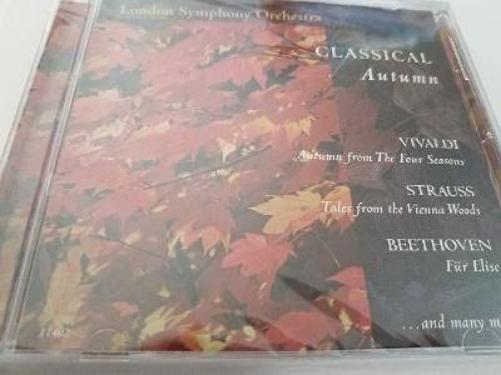 London Symphony Orchestra
CLASSICAL
Autumn
VIVALDI
Autumn from The Four Seasons
STRAUSS
Tales from the Vienna Woods
BEETHOVEN
Für Elise
...and many m